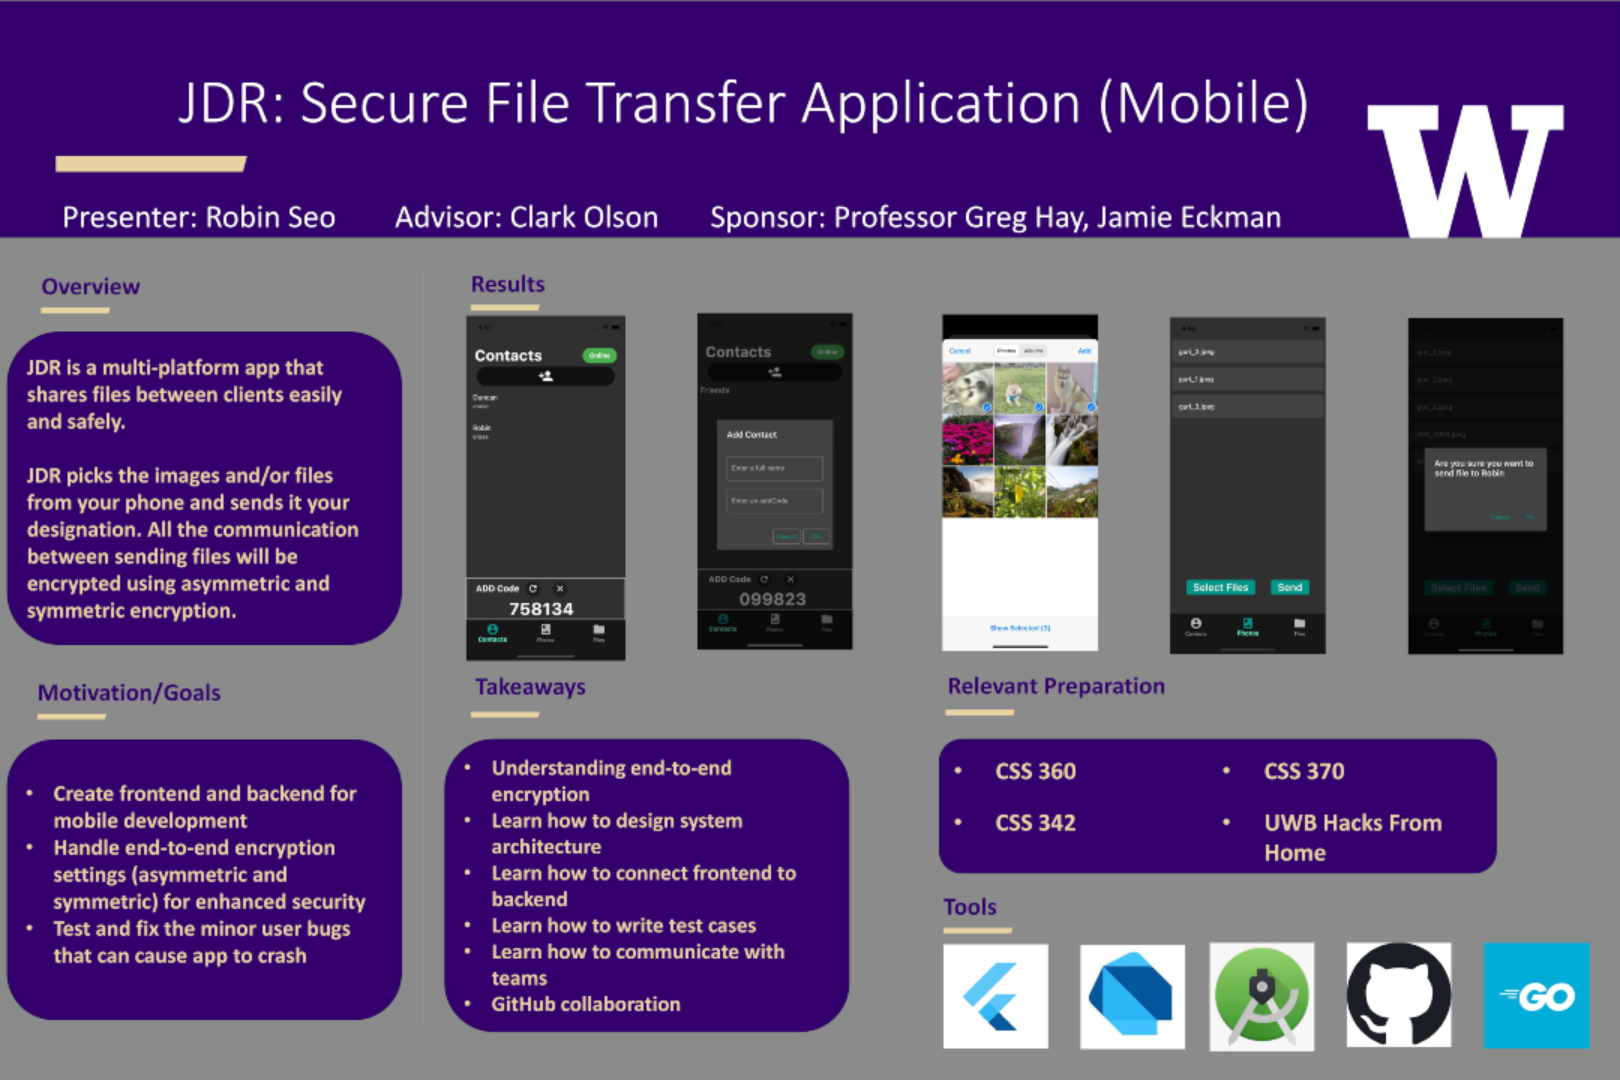 JDR: Secure File Transfer Application (Mobile)
W
Presenter: Robin Seo
Advisor: Clark Olson
Sponsor: Professor Greg Hay, Jamie Eckman
Overview
JDR is a multi-platform app that
shares files between clients easily
and safely.
JDR picks the images and/or files
from your phone and sends it your
designation. All the communication
between sending files will be
encrypted using asymmetric and
symmetric encryption.
Motivation/Goals
• Create frontend and backend for
mobile development
• Handle end-to-end encryption
settings (asymmetric and
symmetric) for enhanced security
• Test and fix the minor user bugs
that can cause app to crash
Results
Contacts
Online
Duncan
Robin
ADD Code
758134
Contacts
Photos
Files
Contacts
Online
Friends
Add Contact
Enter a full name
Enter an addCode
Cancel
OK
ADD Code
099823
Contacts
Photos
Files
Cancel
Photos
Albums
Add
Show Selected (3)
Select Files
Send
Contacts
Photos
Files
Are you sure you want to
send file to Robin
Cancel
OK
Select Files
Send
Takeaways
• Understanding end-to-end
encryption
• Learn how to design system
architecture
• Learn how to connect frontend to
backend
• Learn how to write test cases
• Learn how to communicate with
teams
• GitHub collaboration
Relevant Preparation
• CSS 360
• CSS 342
• CSS 370
• UWB Hacks From
Home
Tools
GO